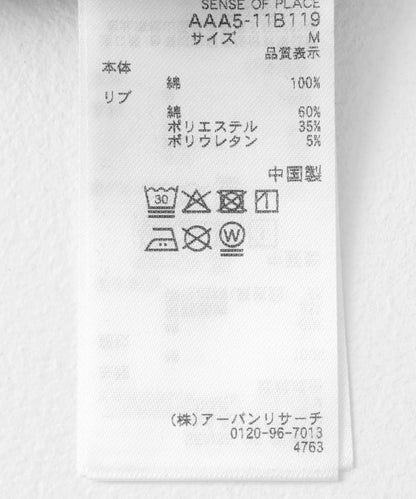 SENSE OF PLACE
AAA5-11B119
サイズ M
品質表示
本体
綿 100%
リブ
綿 60%
ポリエステル 35%
ポリウレタン 5%
中国製
30
W
(株)アーバンリサーチ
0120-96-7013
4763